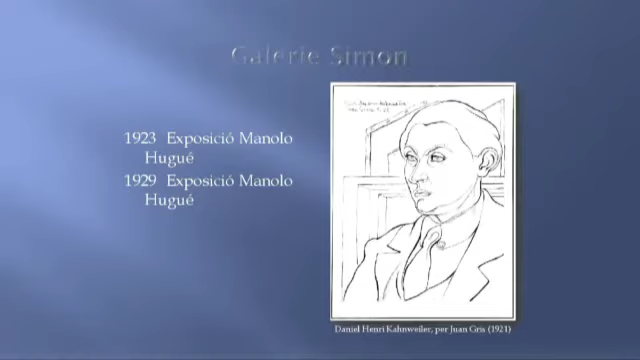 Galerie Simon
1923 Exposició Manolo
Hugué
1929 Exposició Manolo
Hugué
Daniel Henri Kahnweiler, per Juan Gris (1921)